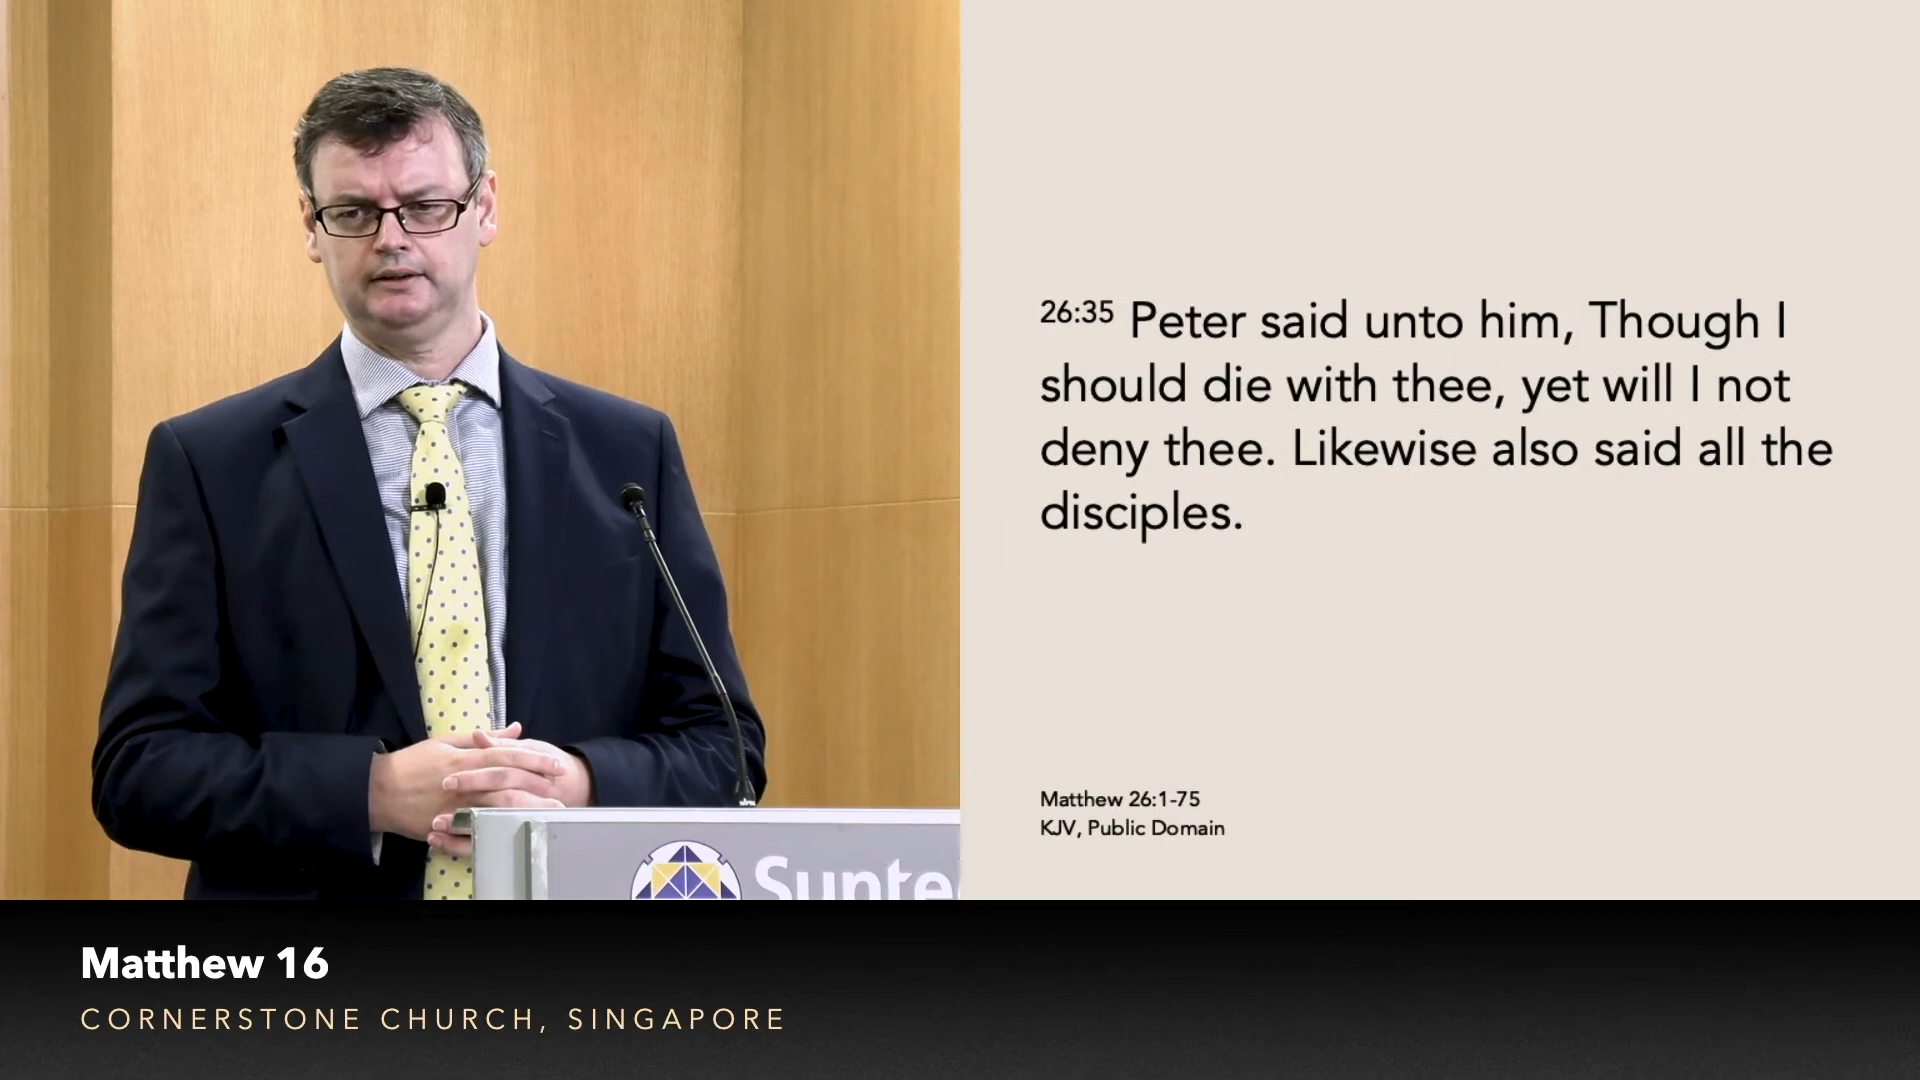 26:35 Peter said unto him, Though I
should die with thee, yet will I not
deny thee. Likewise also said all the
disciples.
Matthew 26:1-75
KJV, Public Domain
Matthew 16
CORNERSTONE CHURCH, SINGAPORE